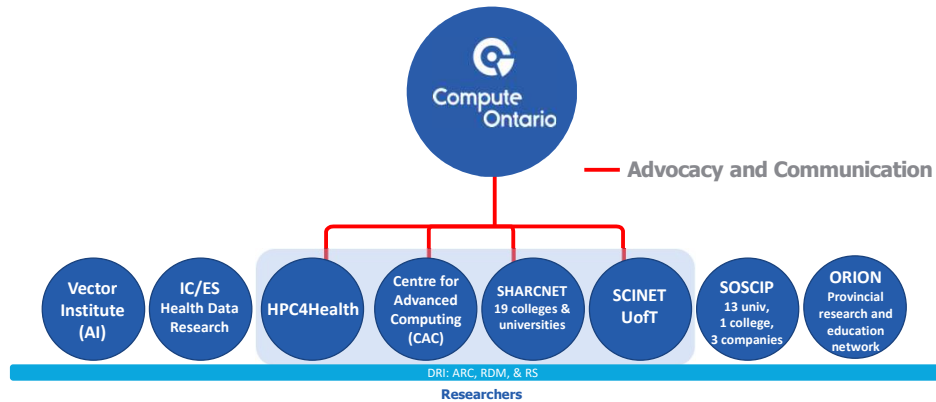 Compute
Ontario
Advocacy and Communication
Vector
Institute
(AI)
IC/ES
Health Data
Research
HPC4Health
Centre for
Advanced
Computing
(CAC)
SHARCNET
19 colleges &
universities
SCINET
UofT
SOSCIP
13 univ,
1 college,
3 companies
ORION
Provincial
research and
education
network
DRI: ARC, RDM, & RS
Researchers